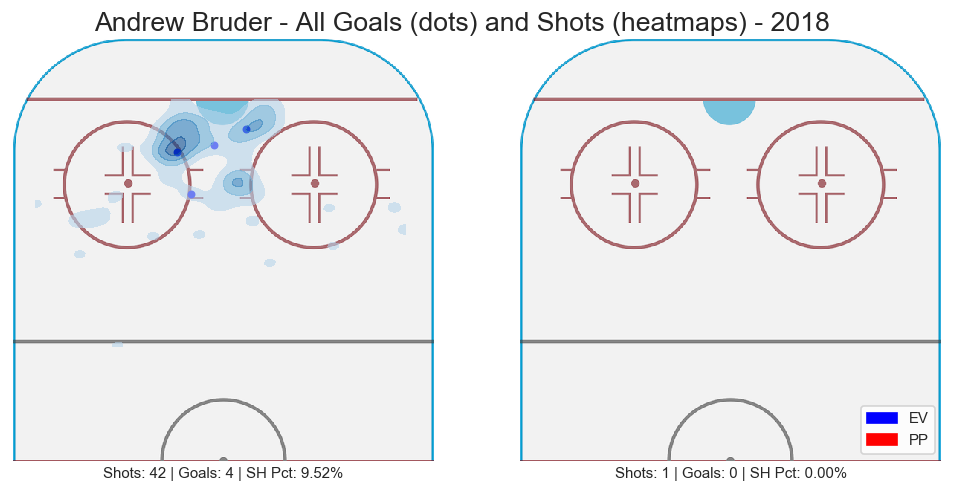 Andrew Bruder - All Goals (dots) and Shots (heatmaps) - 2018
EV
PP
Shots: 42 | Goals: 4 | SH Pct: 9.52%
Shots: 1 | Goals: 0 | SH Pct: 0.00%